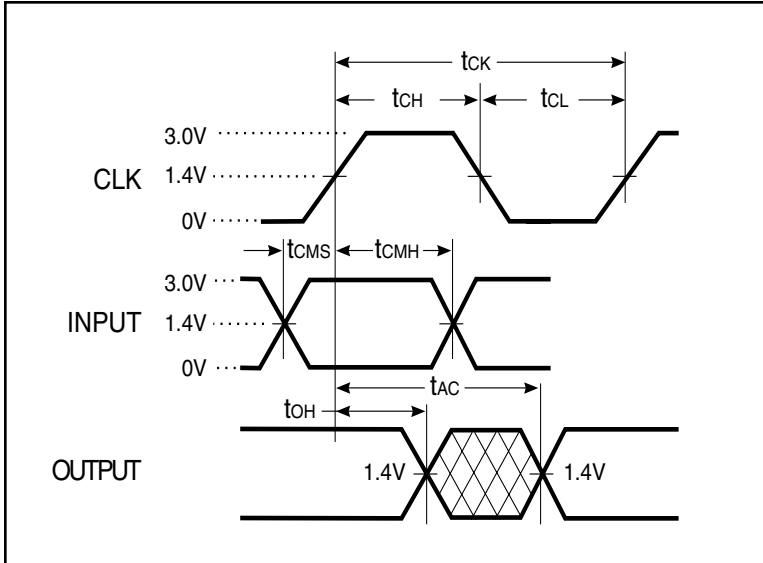 tCK
tCH tCL
3.0V
CLK 1.4V
0V
tCMS tCMH
3.0V
INPUT 1.4V
0V
tAC
tOH
OUTPUT 1.4V 1.4V